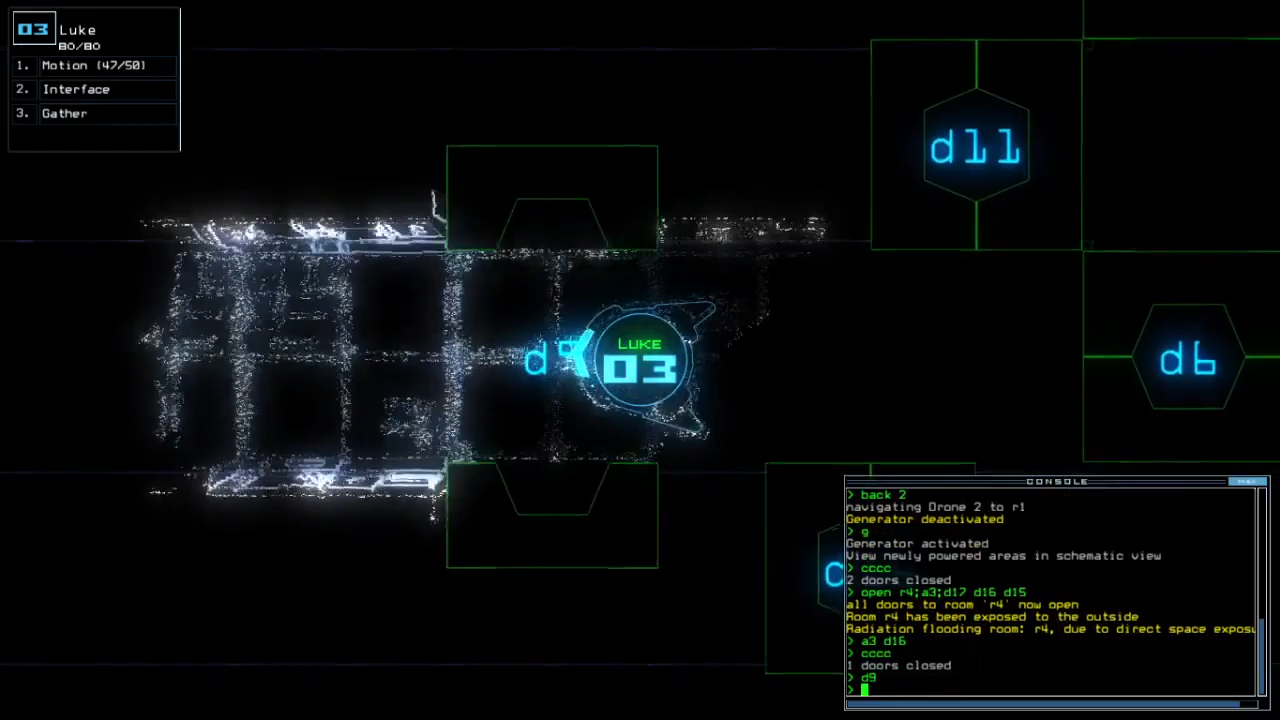 03 Luke
80/80
1. Motion (47/50)
2. Interface
3. Gather
d11
d6
d9
LUKE
03
CONSOLE
> back 2
navigating Drone 2 to r1
Generator deactivated
> g
Generator activated
View newly powered areas in schematic view
> cccc
2 doors closed
> open r4;a3;d17 d16 d15
all doors to room 'r4' now open
Room r4 has been exposed to the outside
Radiation flooding room: r4, due to direct space expos
> a3 d16
> cccc
1 doors closed
> d9
>